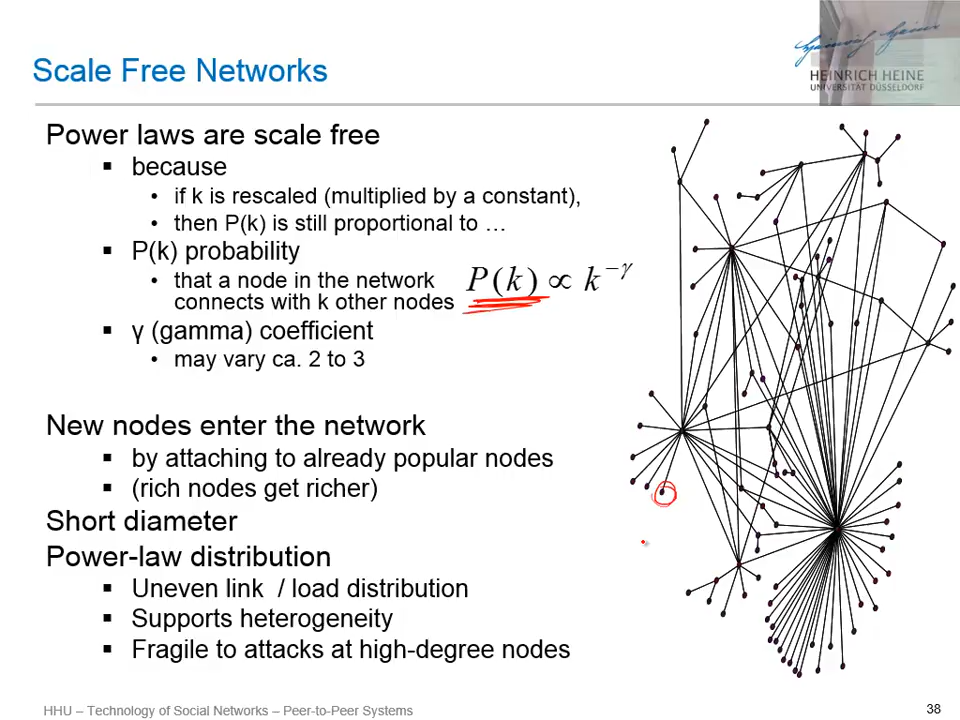 Scale Free Networks
Heinrich Heine
HEINRICH HEINE
UNIVERSITÄT DÜSSELDORF
Power laws are scale free
▪ because
• if k is rescaled (multiplied by a constant),
• then P(k) is still proportional to …
▪ P(k) probability
• that a node in the network
connects with k other nodes
P(k) ∝ k^{−γ}
▪ γ (gamma) coefficient
• may vary ca. 2 to 3
New nodes enter the network
▪ by attaching to already popular nodes
▪ (rich nodes get richer)
Short diameter
Power-law distribution
▪ Uneven link / load distribution
▪ Supports heterogeneity
▪ Fragile to attacks at high-degree nodes
HHU – Technology of Social Networks – Peer-to-Peer Systems
38